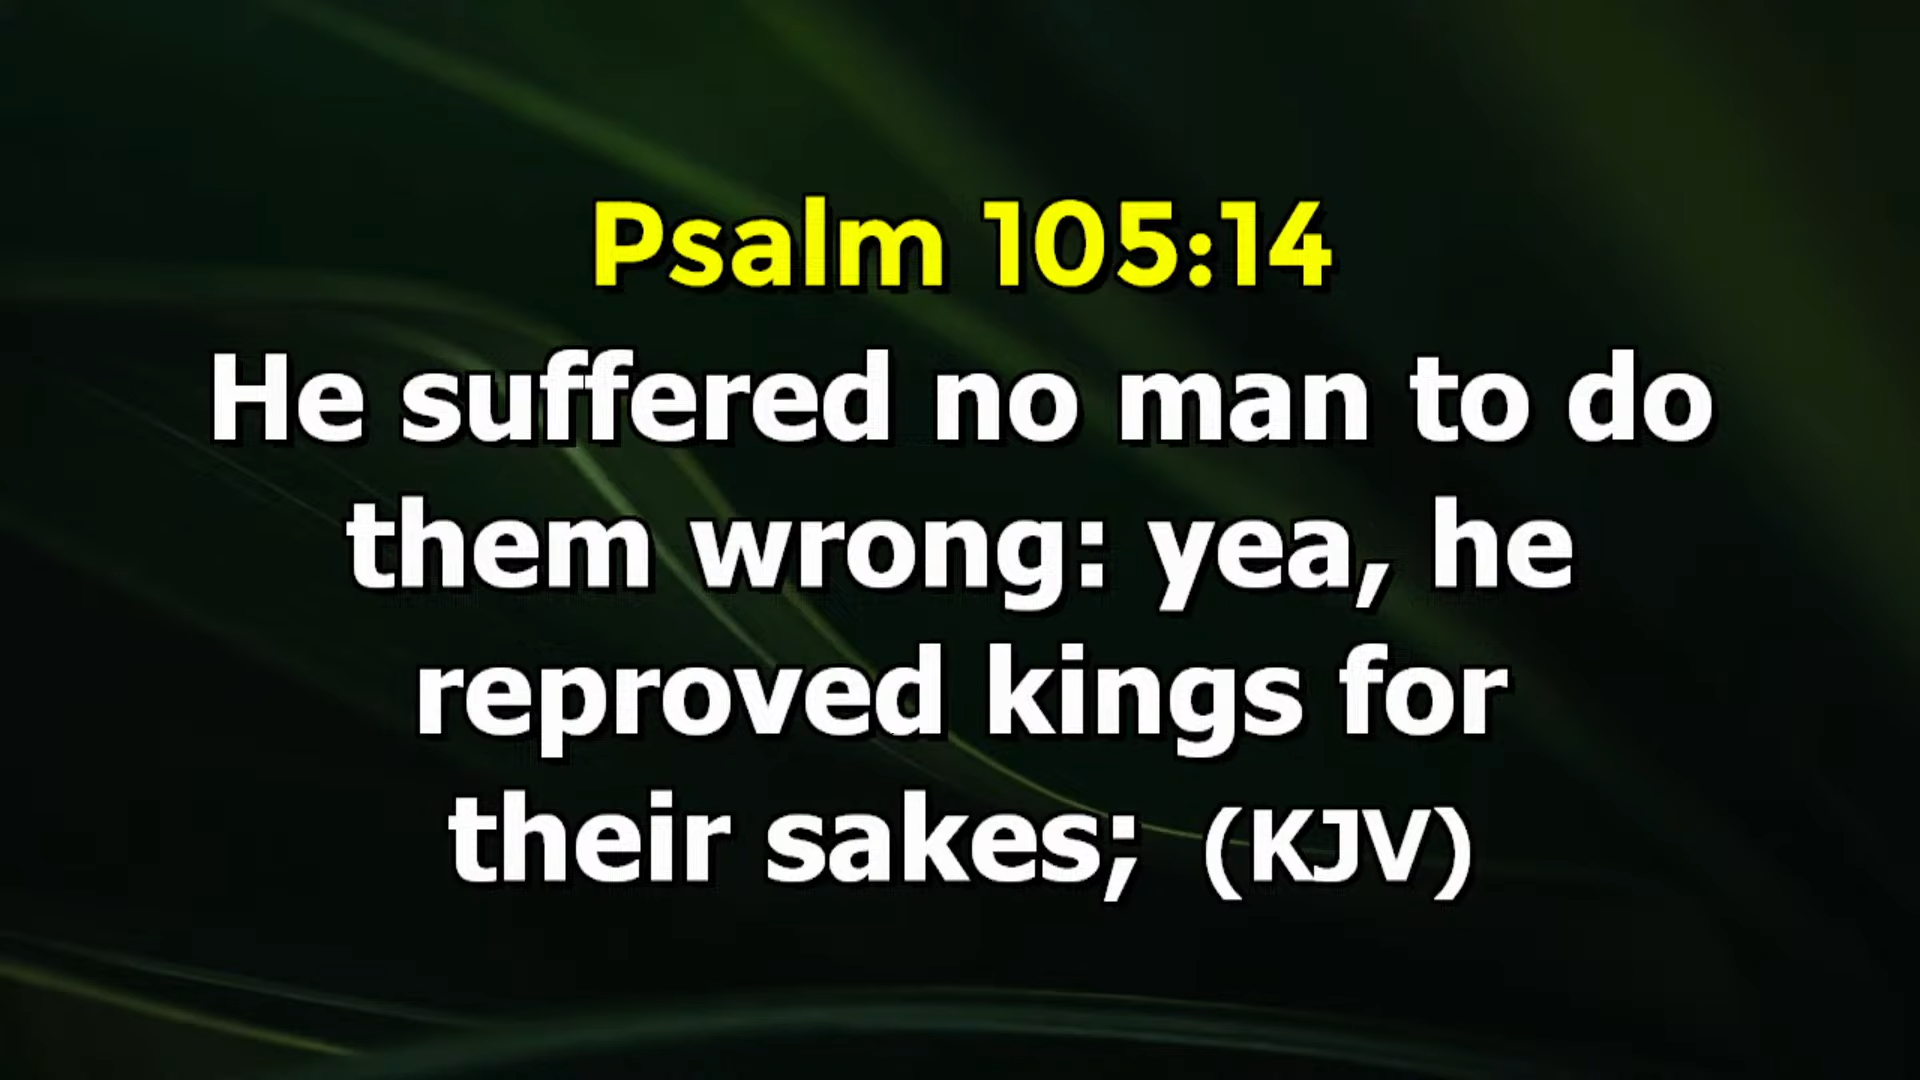 Psalm 105:14
He suffered no man to do
them wrong: yea, he
reproved kings for
their sakes; (KJV)